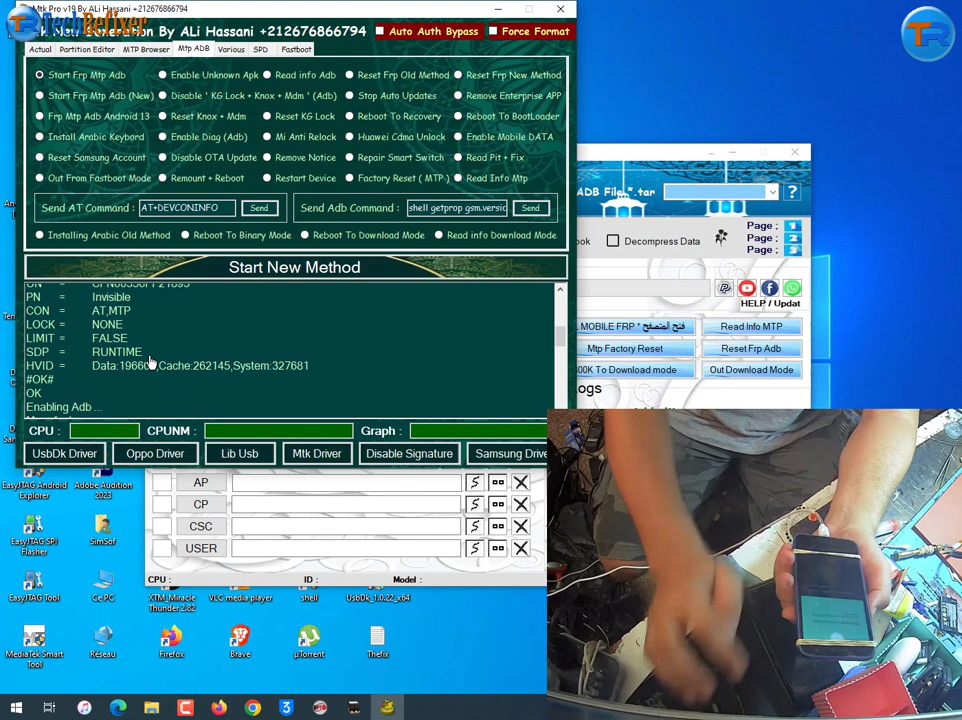 Mtk Pro v19 By Ali Hassani +212676866794
TechRefixer
New Generation By ALi Hassani +212676866794
Auto Auth Bypass
Force Format
TR
Actual
Partition Editor
MTP Browser
Mtp ADB
Various
SPD
Fastboot
Start Frp Mtp Adb
Enable Unknown Apk
Read info Adb
Reset Frp Old Method
Reset Frp New Method
Start Frp Mtp Adb (New)
Disable ' KG Lock + Knox + Mdm ' (Adb)
Stop Auto Updates
Remove Enterprise APP
Frp Mtp Adb Android 13
Reset Knox + Mdm
Reset KG Lock
Reboot To Recovery
Reboot To BootLoader
Install Arabic Keybord
Enable Diag (Adb)
Mi Anti Relock
Huawei Cdma Unlock
Enable Mobile DATA
Reset Samsung Account
Disable OTA Update
Remove Notice
Repair Smart Switch
Read Pit + Fix
Out From Fastboot Mode
Remount + Reboot
Restart Device
Factory Reset ( MTP )
Read Info Mtp
Send AT Command :
AT+DEVCONINFO
Send
Send Adb Command :
shell getprop gsm.versic
Send
Installing Arabic Old Method
Reboot To Binary Mode
Reboot To Download Mode
Read info Download Mode
Start New Method
PN = Invisible
CON = AT,MTP
LOCK = NONE
LIMIT = FALSE
SDP = RUNTIME
HVID = Data:19660 ,Cache:262145,System:327681
#OK#
OK
Enabling Adb ...
CPU :
CPUNM :
Graph :
UsbDk Driver
Oppo Driver
Lib Usb
Mtk Driver
Disable Signature
Samsung Drive
ADB File *.tar
?
ook
Decompress Data
Page : 1
Page : 2
Page : 3
HELP / Updat
MOBILE FRP * فتح المتصفح
Read Info MTP
Mtp Factory Reset
Reset Frp Adb
00K To Download mode
Out Download Mode
ogs
AP
CP
CSC
USER
CPU :
ID :
Model :
EasyJTAG Android Explorer
Adobe Audition 2023
EasyJTAG SPI Flasher
SimSof
EasyJTAG Tool
Ce PC
XTM_Miracle Thunder 2.82
VLC media player
shell
UsbDk_1.0.22_x64
MediaTek Smart Tool
Réseau
Firefox
Brave
µTorrent
Thefix